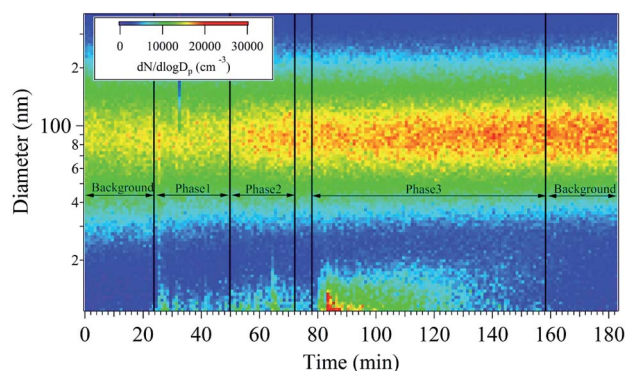 0 10000 20000 30000
dN/dlogDp (cm⁻³)
Diameter (nm)
2
100
8
6
4
2
Background Phase1 Phase2 Phase3 Background
0 20 40 60 80 100 120 140 160 180
Time (min)